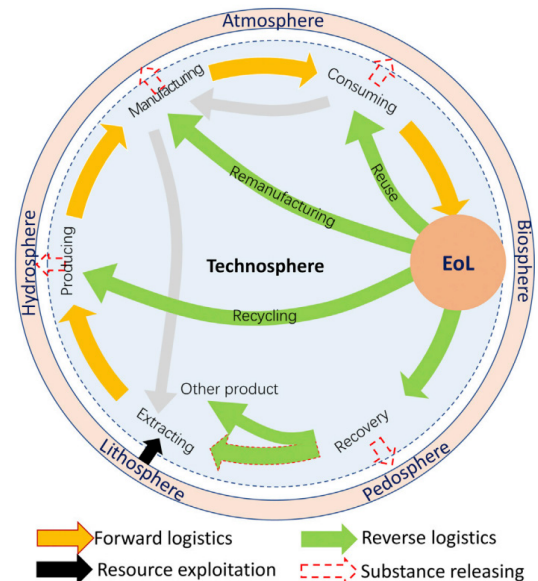 Atmosphere
Manufacturing
Consuming
Reuse
Remanufacturing
Hydrosphere
Producing
Technosphere
EoL
Biosphere
Recycling
Other product
Extracting
Recovery
Lithosphere
Pedosphere
Forward logistics
Reverse logistics
Resource exploitation
Substance releasing